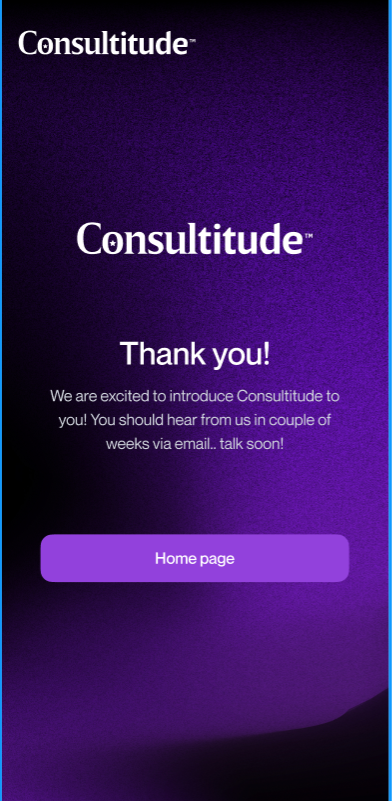 Consultitude™
Consultitude™
Thank you!
We are excited to introduce Consultitude to
you! You should hear from us in couple of
weeks via email.. talk soon!
Home page